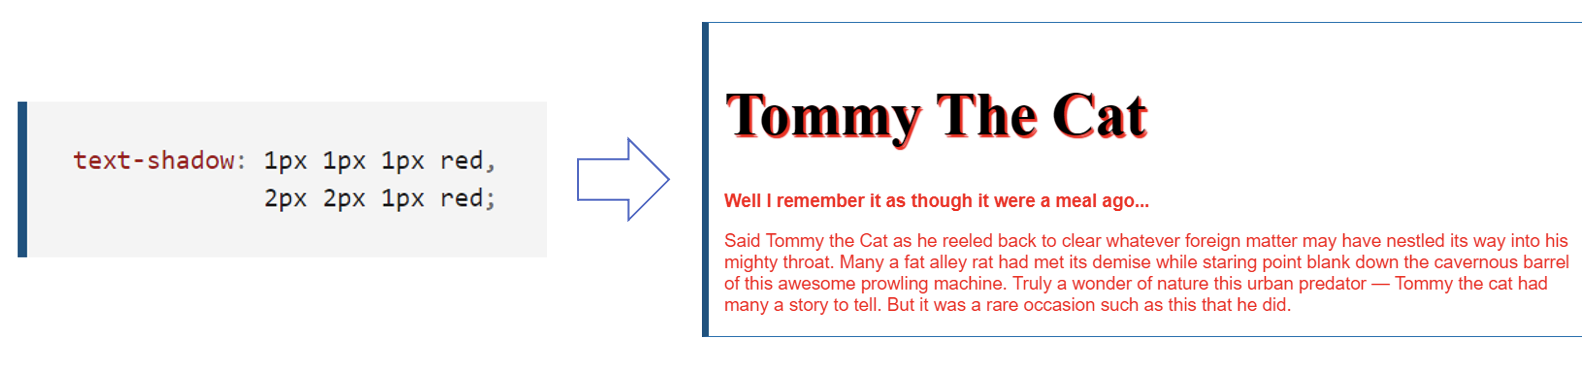 text-shadow: 1px 1px 1px red,
2px 2px 1px red;
Tommy The Cat
Well I remember it as though it were a meal ago...
Said Tommy the Cat as he reeled back to clear whatever foreign matter may have nestled its way into his
mighty throat. Many a fat alley rat had met its demise while staring point blank down the cavernous barrel
of this awesome prowling machine. Truly a wonder of nature this urban predator — Tommy the cat had
many a story to tell. But it was a rare occasion such as this that he did.